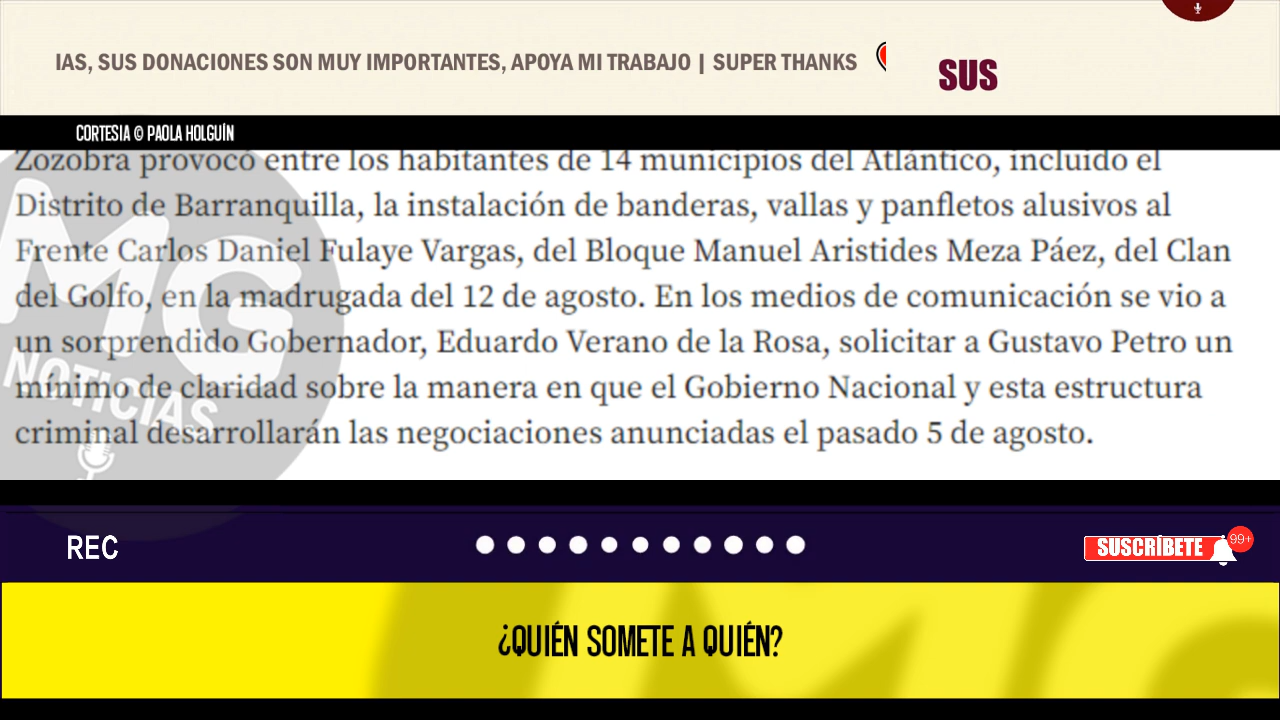 IAS, SUS DONACIONES SON MUY IMPORTANTES, APOYA MI TRABAJO | SUPER THANKS
SUS
CORTESIA © PAOLA HOLGUÍN
Zozobra provocó entre los habitantes de 14 municipios del Atlántico, incluido el
Distrito de Barranquilla, la instalación de banderas, vallas y panfletos alusivos al
Frente Carlos Daniel Fulaye Vargas, del Bloque Manuel Aristides Meza Páez, del Clan
del Golfo, en la madrugada del 12 de agosto. En los medios de comunicación se vio a
un sorprendido Gobernador, Eduardo Verano de la Rosa, solicitar a Gustavo Petro un
mínimo de claridad sobre la manera en que el Gobierno Nacional y esta estructura
criminal desarrollarán las negociaciones anunciadas el pasado 5 de agosto.
MG
NOTICIAS
REC
SUSCRÍBETE
99+
¿QUIÉN SOMETE A QUIÉN?